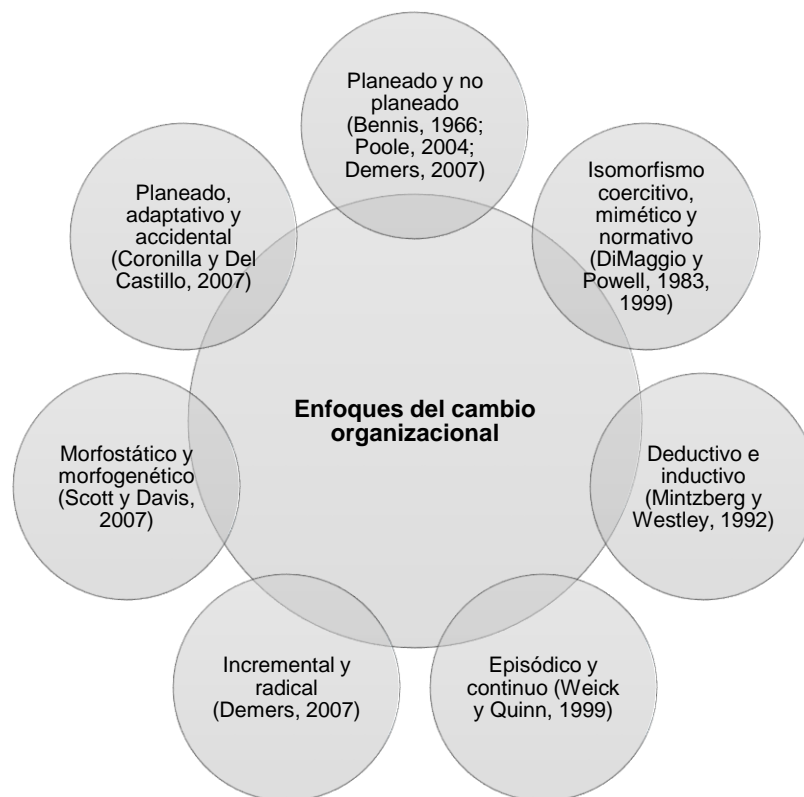 Planeado y no
planeado
(Bennis, 1966;
Poole, 2004;
Demers, 2007)
Isomorfismo
coercitivo,
mimético y
normativo
(DiMaggio y
Powell, 1983,
1999)
Deductivo e
inductivo
(Mintzberg y
Westley, 1992)
Episódico y
continuo (Weick
y Quinn, 1999)
Incremental y
radical
(Demers, 2007)
Morfostático y
morfogenético
(Scott y Davis,
2007)
Planeado,
adaptativo y
accidental
(Coronilla y Del
Castillo, 2007)
Enfoques del cambio
organizacional